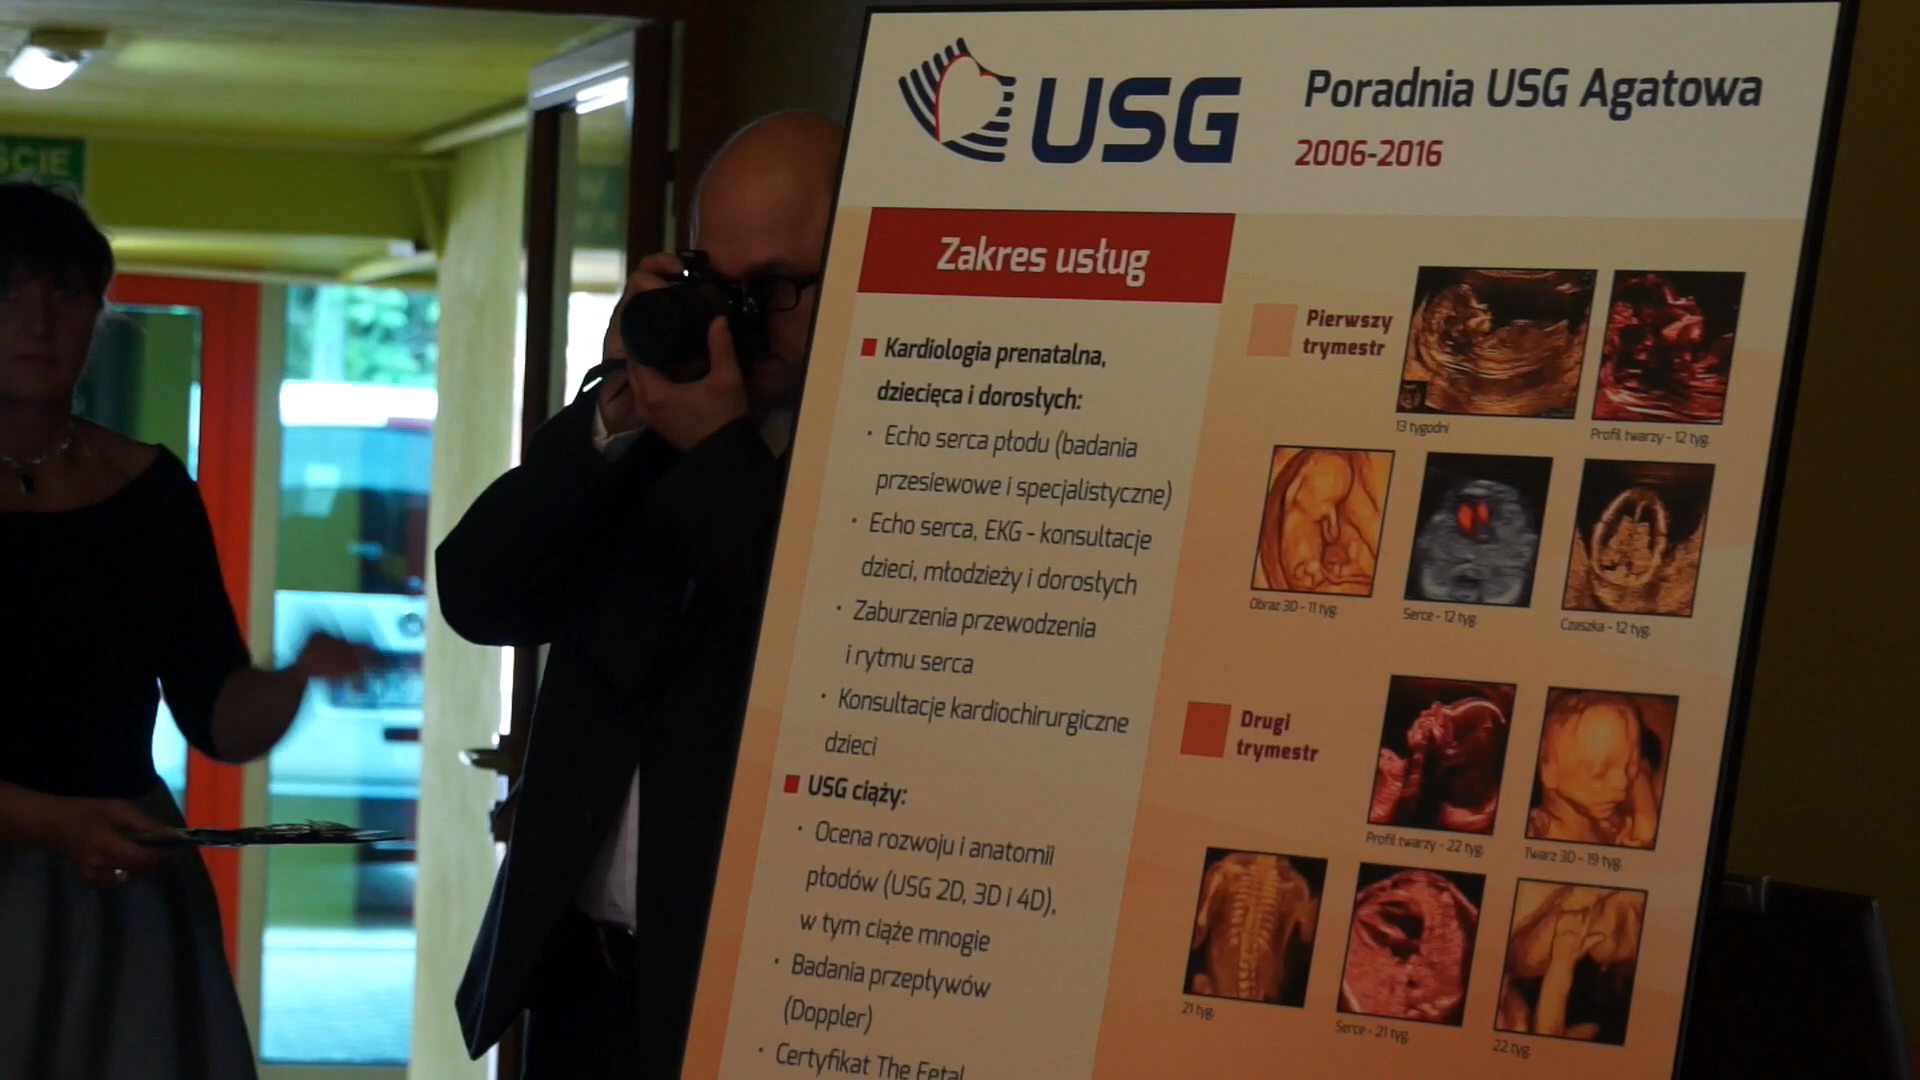 ŚCIE
USG
Poradnia USG Agatowa
2006-2016
Zakres usług
Kardiologia prenatalna,
dziecięca i dorosłych:
· Echo serca płodu (badania
przesiewowe i specjalistyczne)
· Echo serca, EKG - konsultacje
dzieci, młodzieży i dorosłych
· Zaburzenia przewodzenia
i rytmu serca
· Konsultacje kardiochirurgiczne
dzieci
USG ciąży:
· Ocena rozwoju i anatomii
płodów (USG 2D, 3D i 4D),
w tym ciąże mnogie
· Badania przepływów
(Doppler)
· Certyfikat The Fetal
Pierwszy
trymestr
13 tygodni
Profil twarzy - 12 tyg.
Obraz 3D - 11 tyg.
Serce - 12 tyg.
Czaszka - 12 tyg.
Drugi
trymestr
Profil twarzy - 22 tyg.
Twarz 3D - 19 tyg.
21 tyg.
Serce - 21 tyg.
22 tyg.